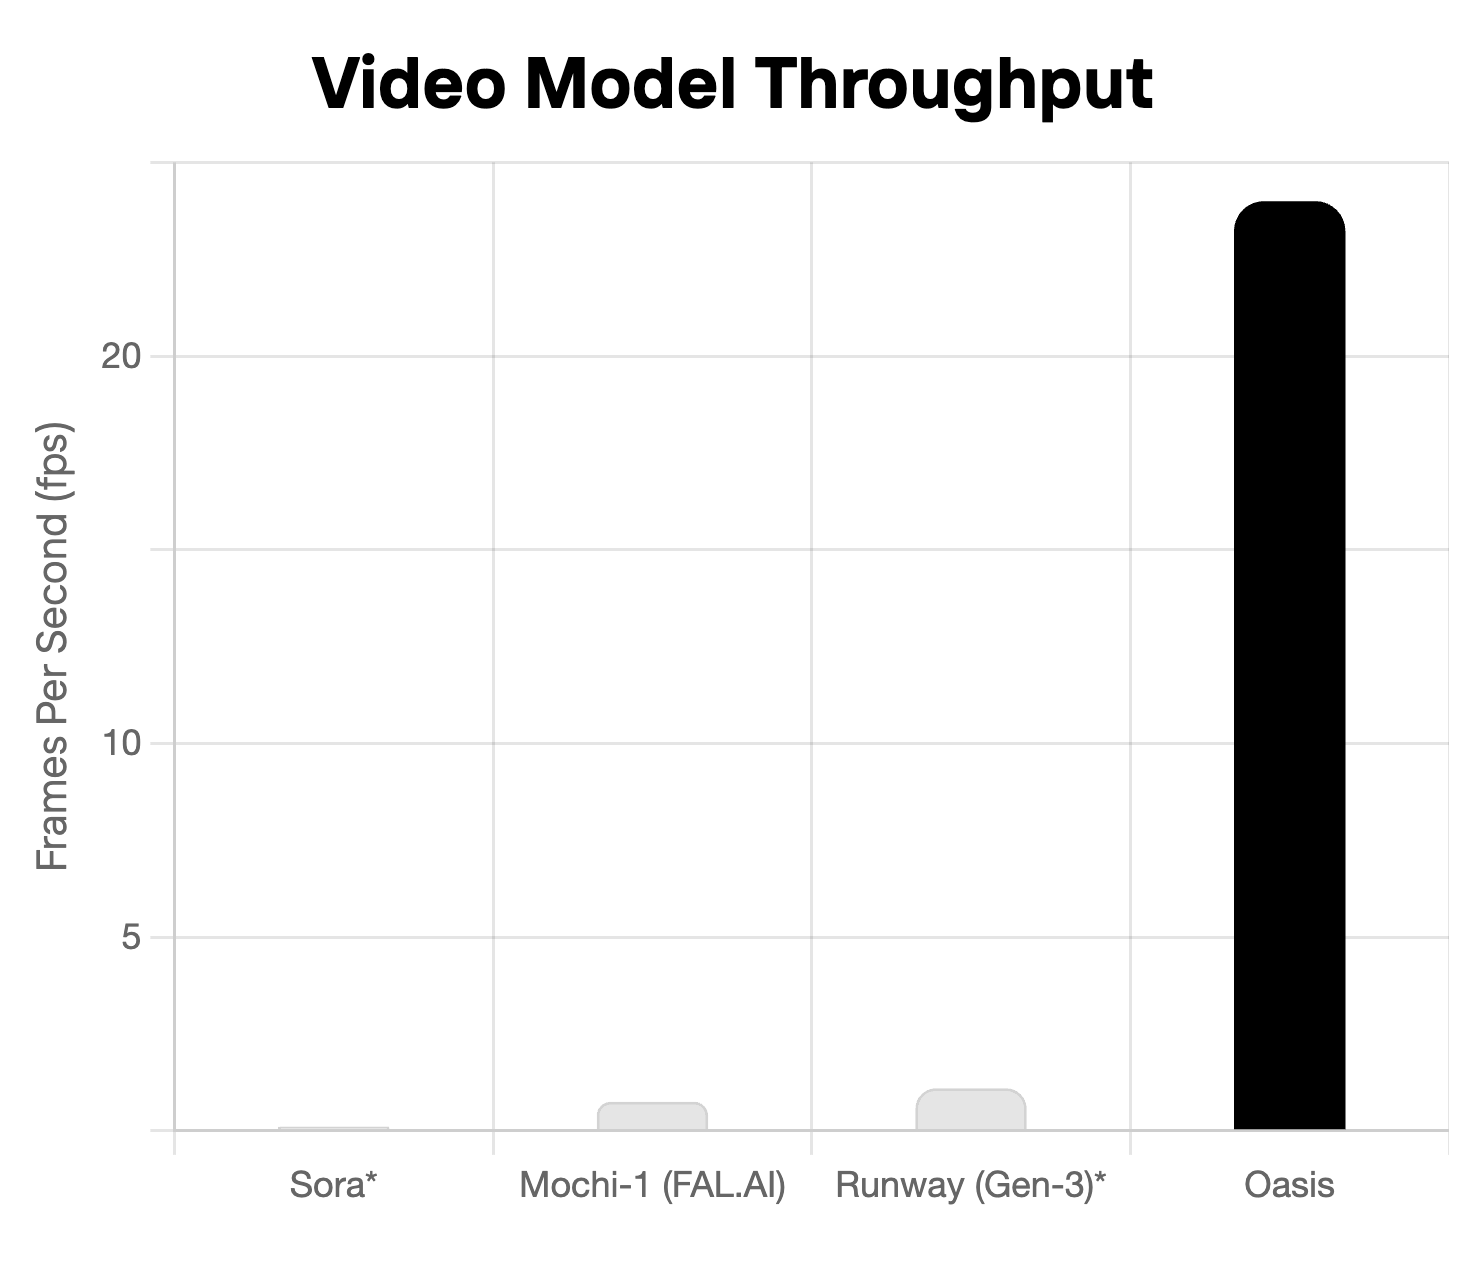 Video Model Throughput
Frames Per Second (fps)
20
10
5
Sora*
Mochi-1 (FAL.AI)
Runway (Gen-3)*
Oasis